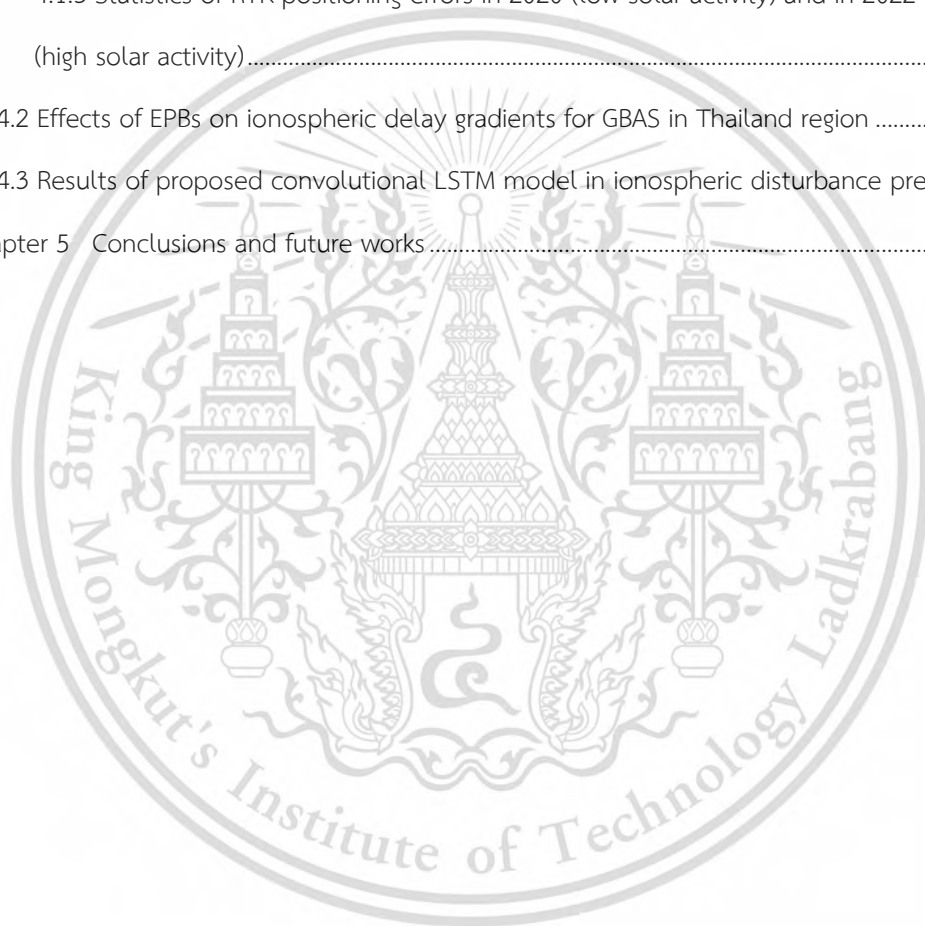 4.1.3 Statistics of RTK positioning errors in 2020 (low solar activity) and in 2022
(high solar activity)
4.2 Effects of EPBs on ionospheric delay gradients for GBAS in Thailand region
4.3 Results of proposed convolutional LSTM model in ionospheric disturbance pre
apter 5 Conclusions and future works
King Mongkut's Institute of Technology Ladkrabang